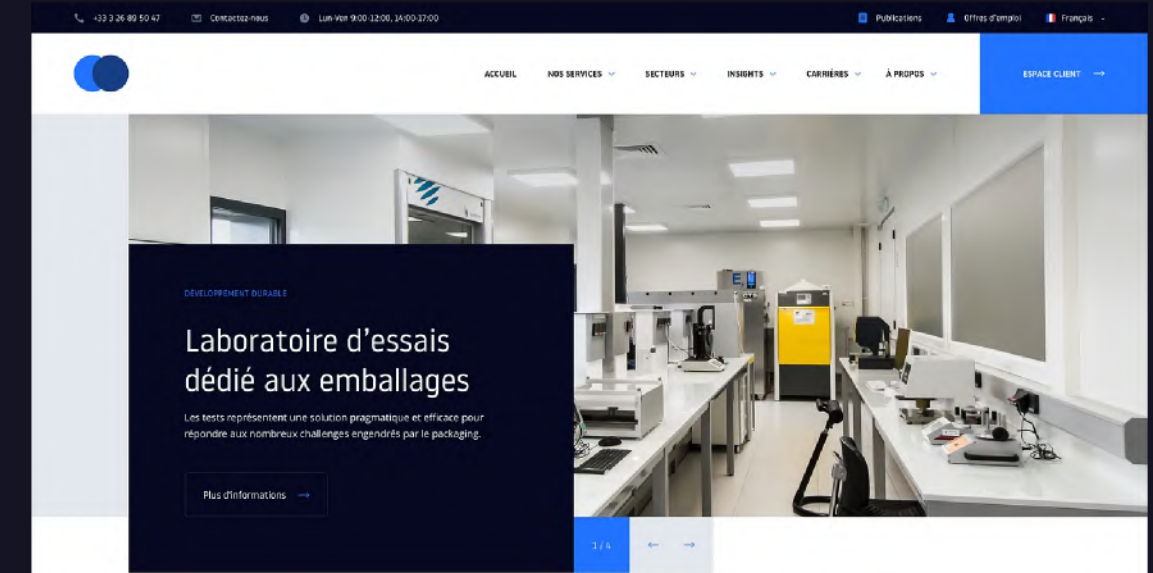 +33 3 26 89 50 47
Contactez-nous
Lun-Ven 9:00-12:00, 14:00-17:00
Publications
Offres d'emploi
Français
ACCUEIL
NOS SERVICES
SECTEURS
INSIGHTS
CARRIÈRES
À PROPOS
ESPACE CLIENT
DÉVELOPPEMENT DURABLE
Laboratoire d'essais
dédié aux emballages
Les tests représentent une solution pragmatique et efficace pour
répondre aux nombreux challenges engendrés par le packaging.
Plus d'informations
1 / 4